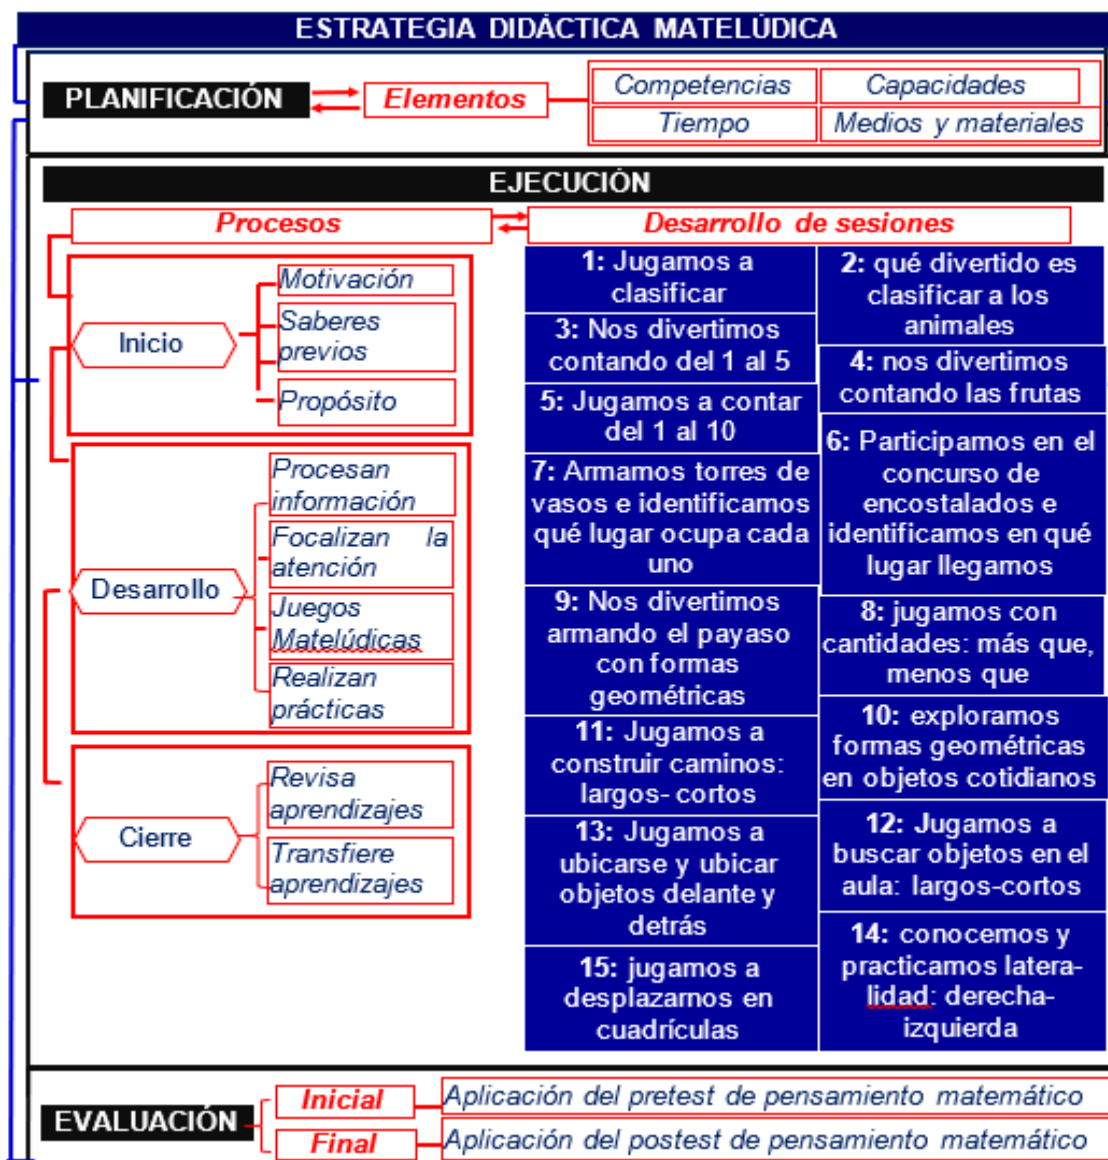 ESTRATEGIA DIDÁCTICA MATELÚDICA
PLANIFICACIÓN
Elementos
Competencias
Capacidades
Tiempo
Medios y materiales
EJECUCIÓN
Procesos
Inicio
Motivación
Saberes
previos
Propósito
Desarrollo
Procesan
información
Focalizan la
atención
Juegos
Matelúdicas
Realizan
prácticas
Cierre
Revisa
aprendizajes
Transfiere
aprendizajes
Desarrollo de sesiones
1: Jugamos a
clasificar
2: qué divertido es
clasificar a los
animales
3: Nos divertimos
contando del 1 al 5
4: nos divertimos
contando las frutas
5: Jugamos a contar
del 1 al 10
6: Participamos en el
concurso de
encostalados e
identificamos en qué
lugar llegamos
7: Armamos torres de
vasos e identificamos
qué lugar ocupa cada
uno
8: jugamos con
cantidades: más que,
menos que
9: Nos divertimos
armando el payaso
con formas
geométricas
10: exploramos
formas geométricas
en objetos cotidianos
11: Jugamos a
construir caminos:
largos- cortos
12: Jugamos a
buscar objetos en el
aula: largos-cortos
13: Jugamos a
ubicarse y ubicar
objetos delante y
detrás
14: conocemos y
practicamos latera-
lidad: derecha-
izquierda
15: jugamos a
desplazarnos en
cuadrículas
EVALUACIÓN
Inicial
Aplicación del pretest de pensamiento matemático
Final
Aplicación del postest de pensamiento matemático